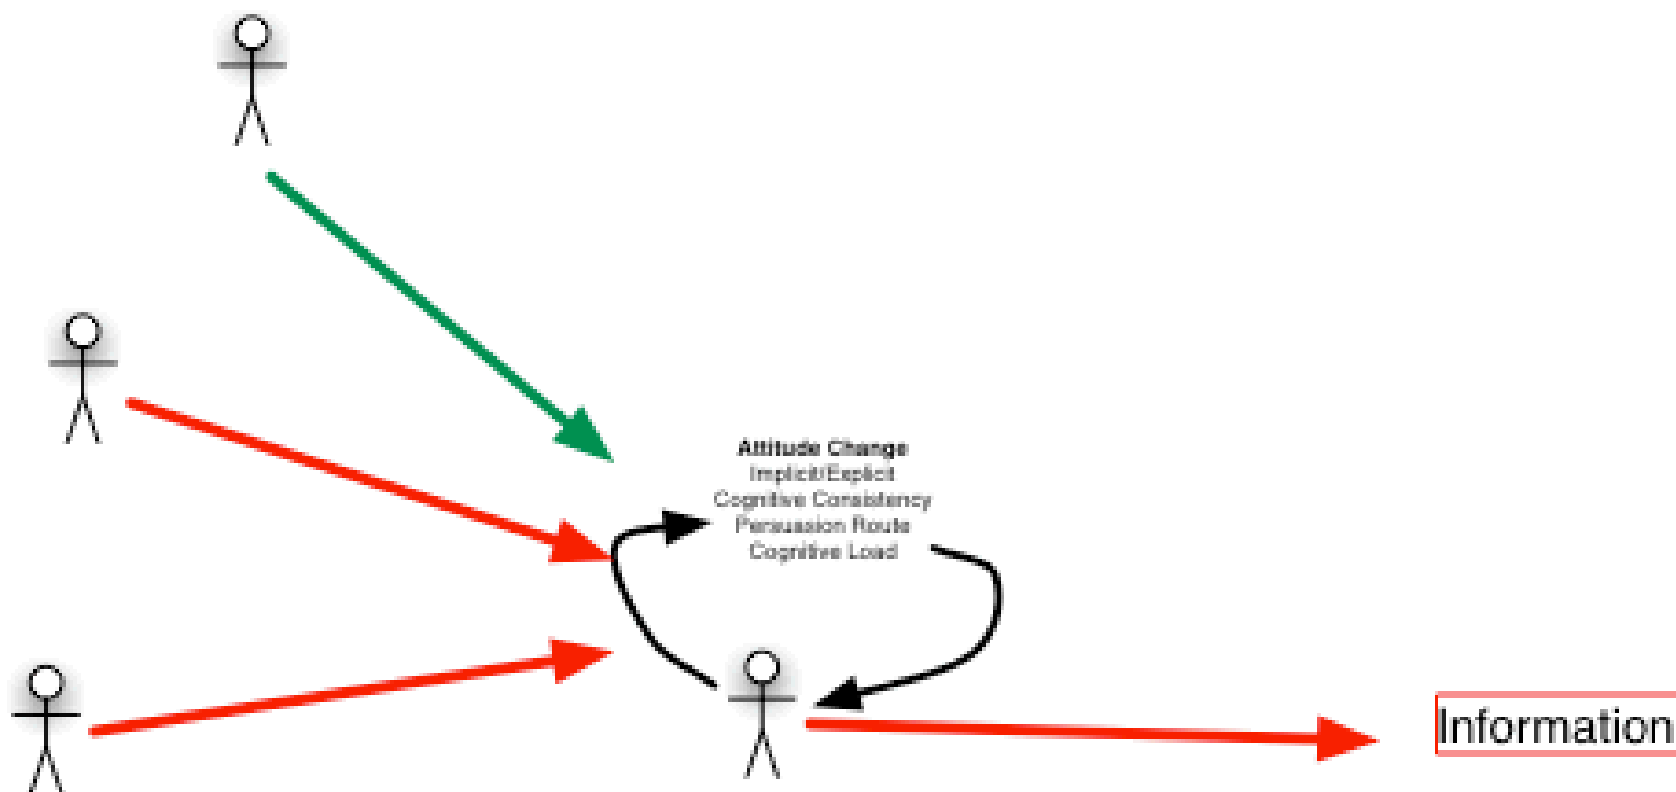 Attitude Change
Implicit/Explicit
Cognitive Consistency
Persuasion Route
Cognitive Load
Information